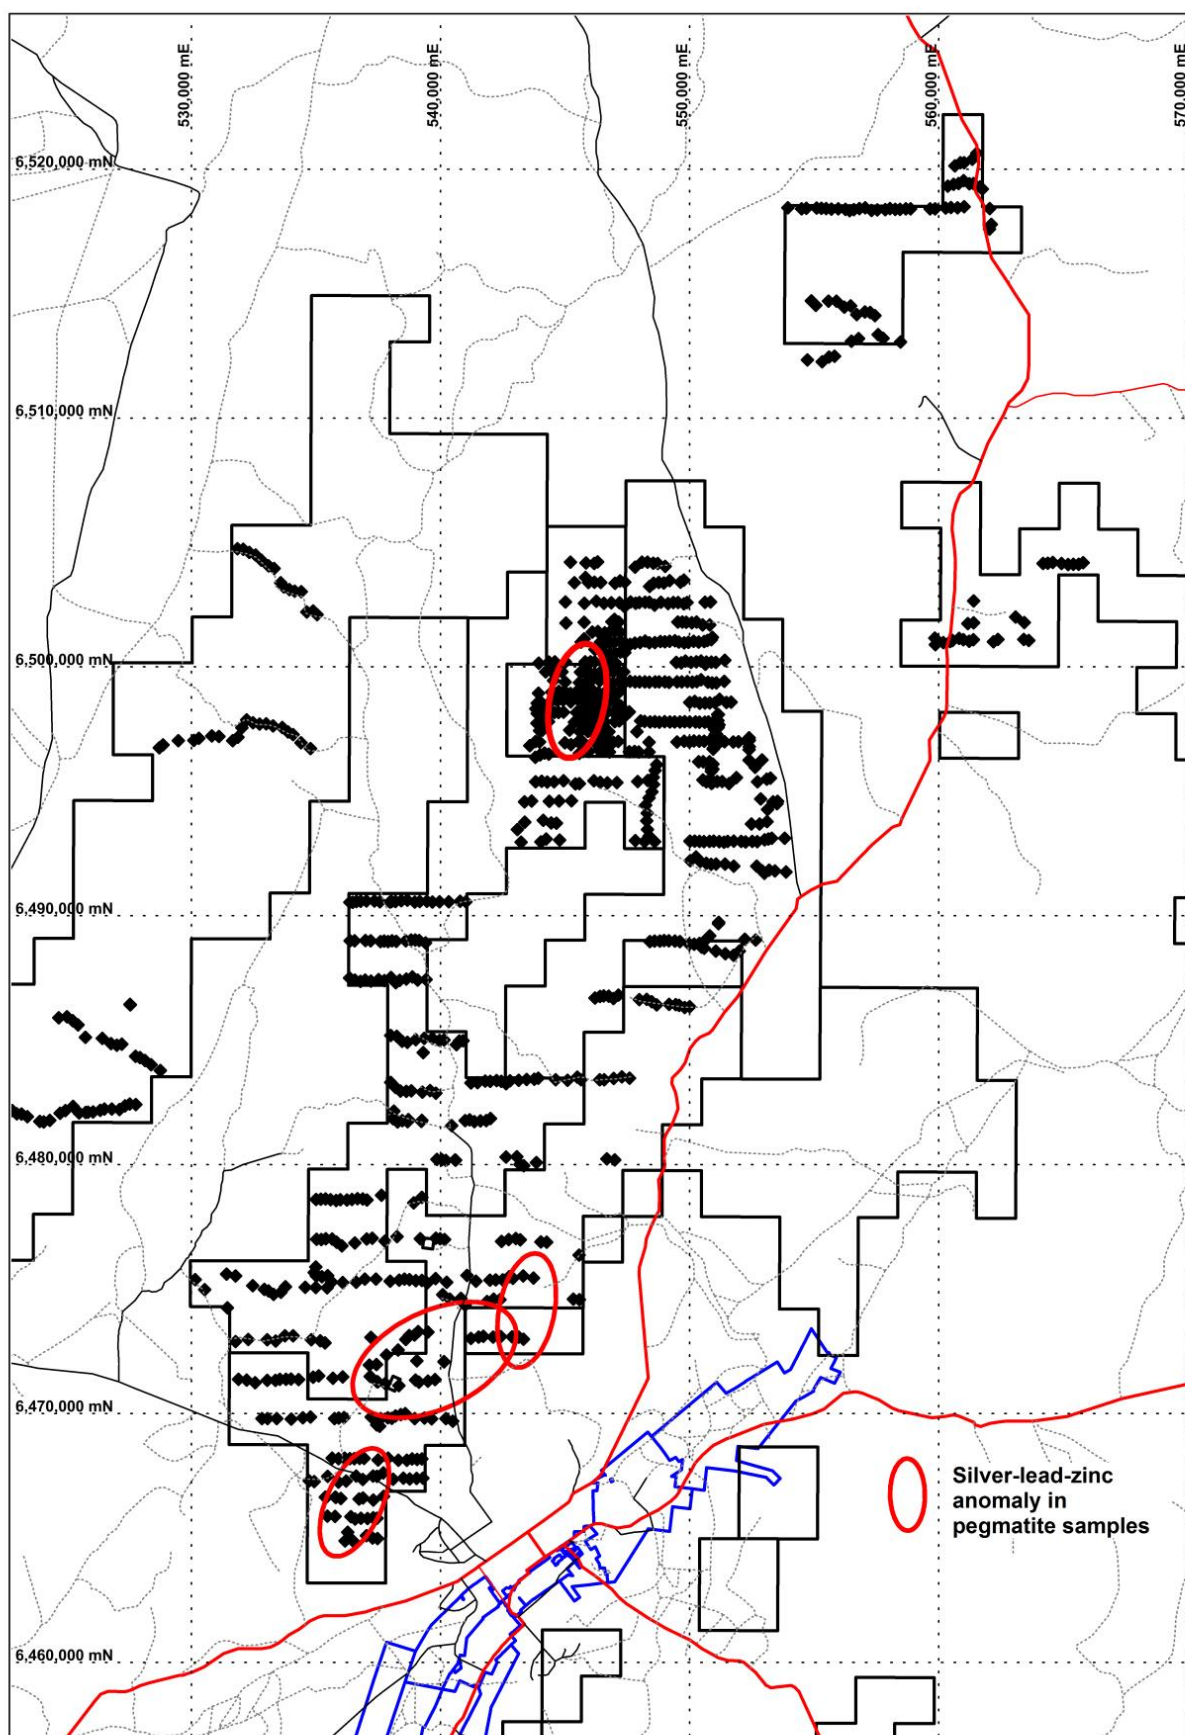 530,000 mE
540,000 mE
550,000 mE
560,000 mE
570,000 mE
6,520,000 mN
6,510,000 mN
6,500,000 mN
6,490,000 mN
6,480,000 mN
6,470,000 mN
6,460,000 mN
Silver-lead-zinc
anomaly in
pegmatite samples